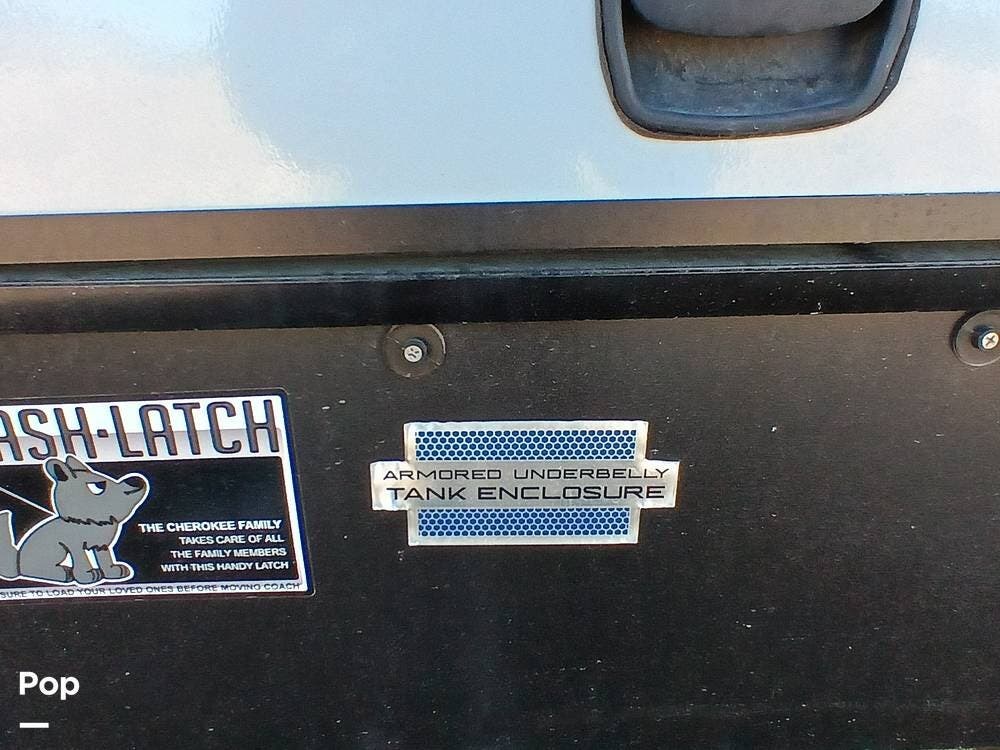 ASH·LATCH
THE CHEROKEE FAMILY
TAKES CARE OF ALL
THE FAMILY MEMBERS
WITH THIS HANDY LATCH
SURE TO LOAD YOUR LOVED ONES BEFORE MOVING COACH
ARMORED UNDERBELLY
TANK ENCLOSURE
Pop